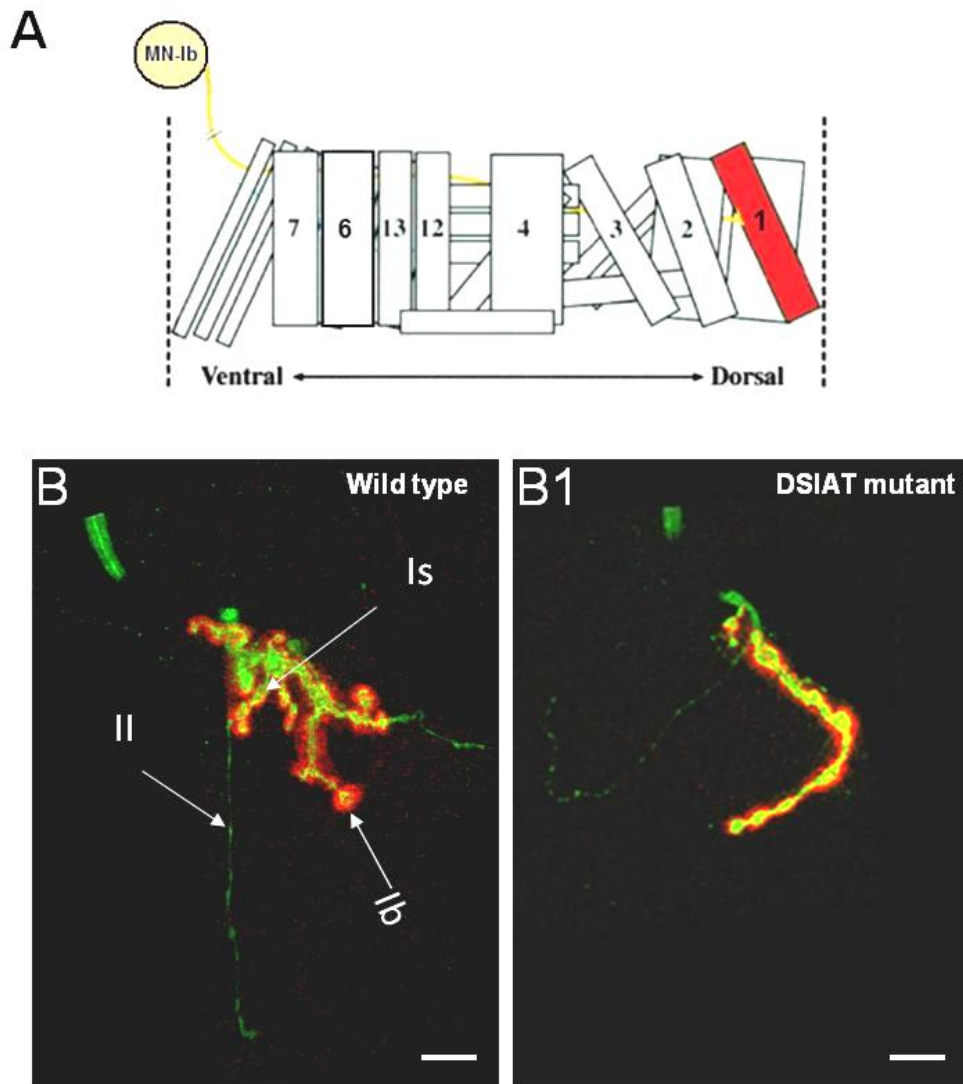 A
MN-Ib
7 6 13 12 4 3 2 1
Ventral Dorsal
B Wild type
Is
II
Ib
B1 DSIAT mutant